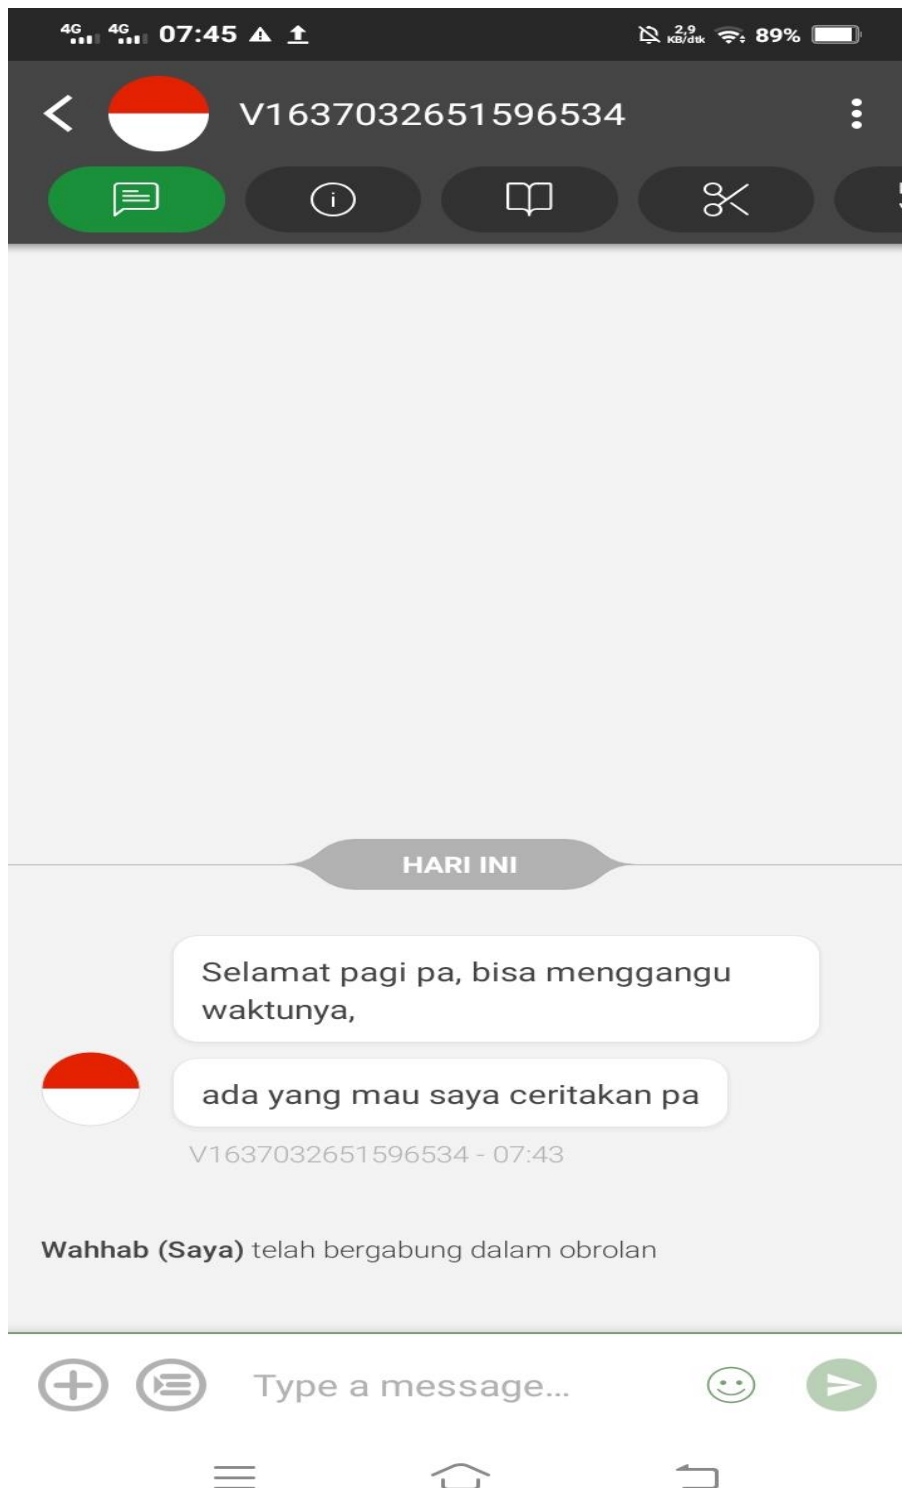 4G 4G 07:45 2,9 KB/dtk 89%
V1637032651596534
HARI INI
Selamat pagi pa, bisa menggangu
waktunya,
ada yang mau saya ceritakan pa
V1637032651596534 - 07:43
Wahhab (Saya) telah bergabung dalam obrolan
Type a message...